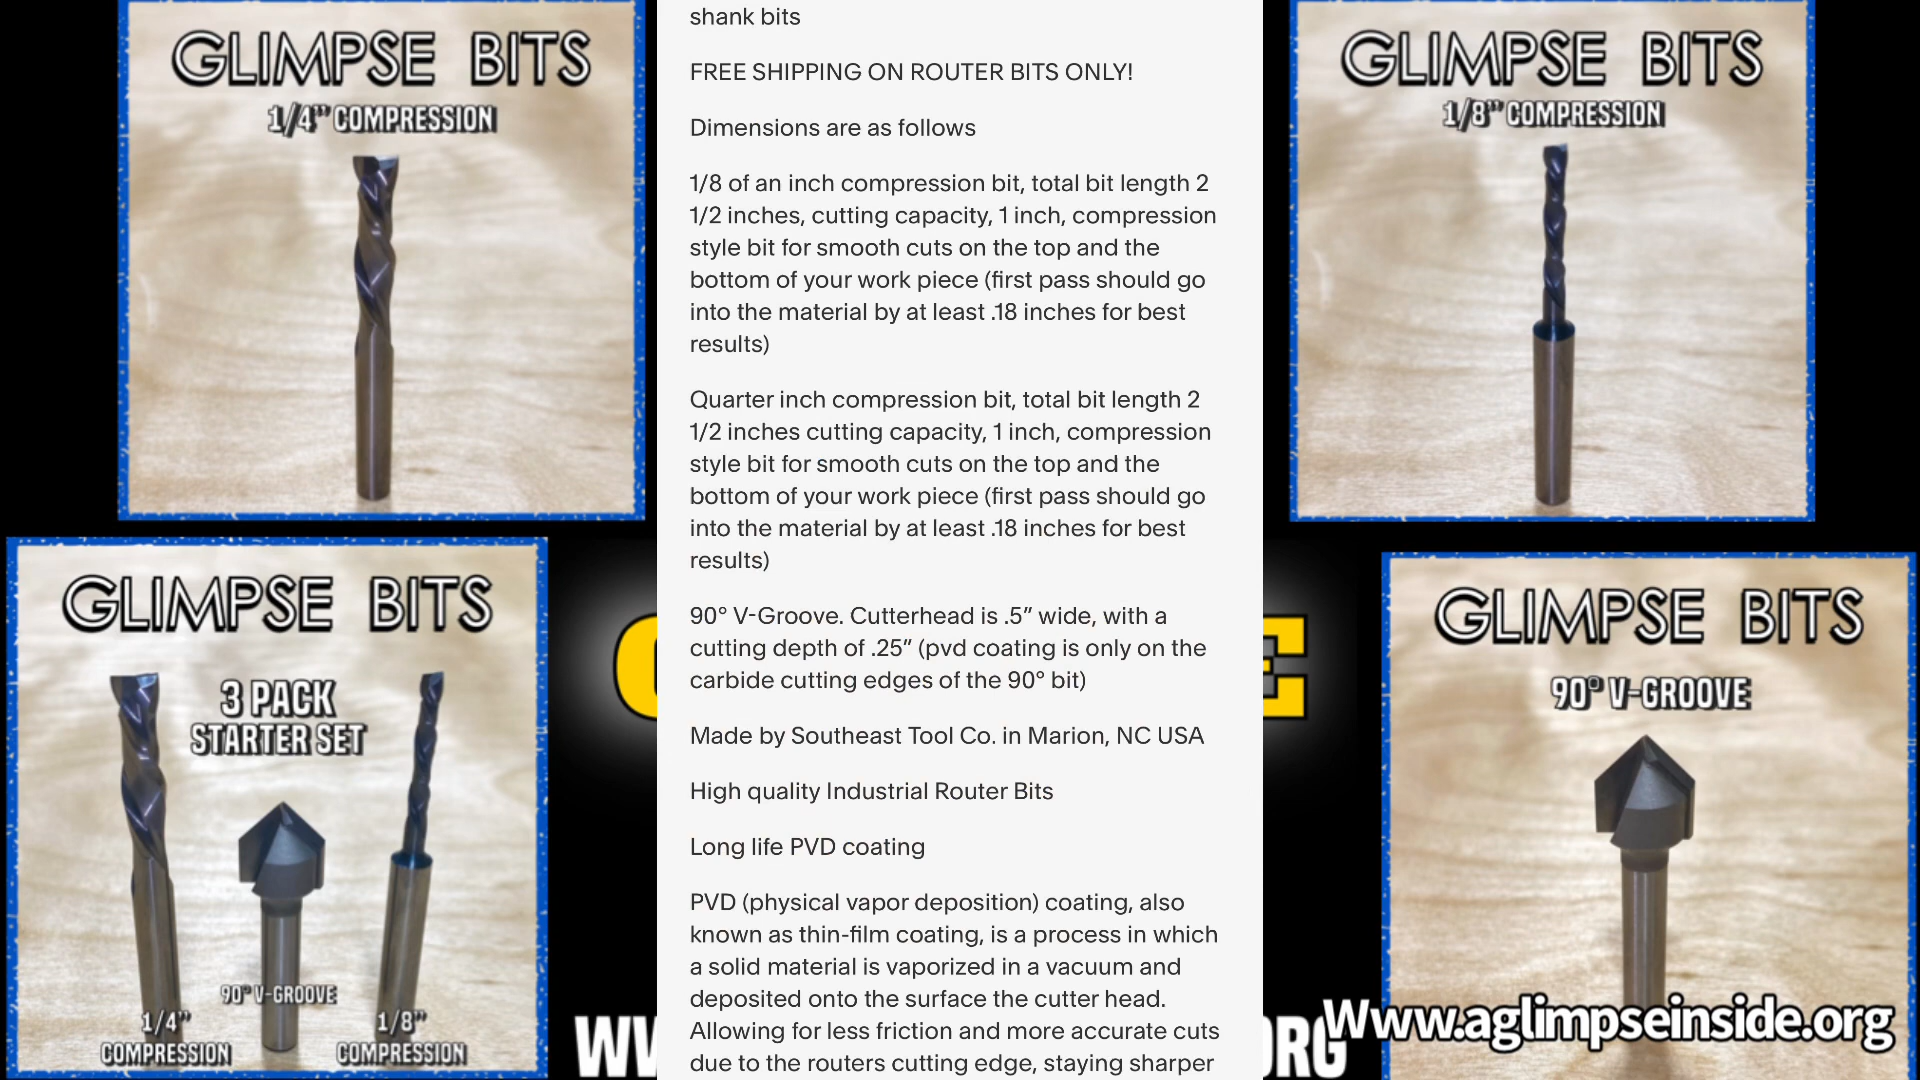 GLIMPSE BITS
1/4" COMPRESSION
shank bits
FREE SHIPPING ON ROUTER BITS ONLY!
Dimensions are as follows
1/8 of an inch compression bit, total bit length 2
1/2 inches, cutting capacity, 1 inch, compression
style bit for smooth cuts on the top and the
bottom of your work piece (first pass should go
into the material by at least .18 inches for best
results)
Quarter inch compression bit, total bit length 2
1/2 inches cutting capacity, 1 inch, compression
style bit for smooth cuts on the top and the
bottom of your work piece (first pass should go
into the material by at least .18 inches for best
results)
90° V-Groove. Cutterhead is .5” wide, with a
cutting depth of .25” (pvd coating is only on the
carbide cutting edges of the 90° bit)
Made by Southeast Tool Co. in Marion, NC USA
High quality Industrial Router Bits
Long life PVD coating
PVD (physical vapor deposition) coating, also
known as thin-film coating, is a process in which
a solid material is vaporized in a vacuum and
deposited onto the surface the cutter head.
Allowing for less friction and more accurate cuts
due to the routers cutting edge, staying sharper
GLIMPSE BITS
1/8" COMPRESSION
GLIMPSE BITS
3 PACK
STARTER SET
90° V-GROOVE
1/4"
COMPRESSION
1/8"
COMPRESSION
GLIMPSE BITS
90° V-GROOVE
Www.aglimpseinside.org